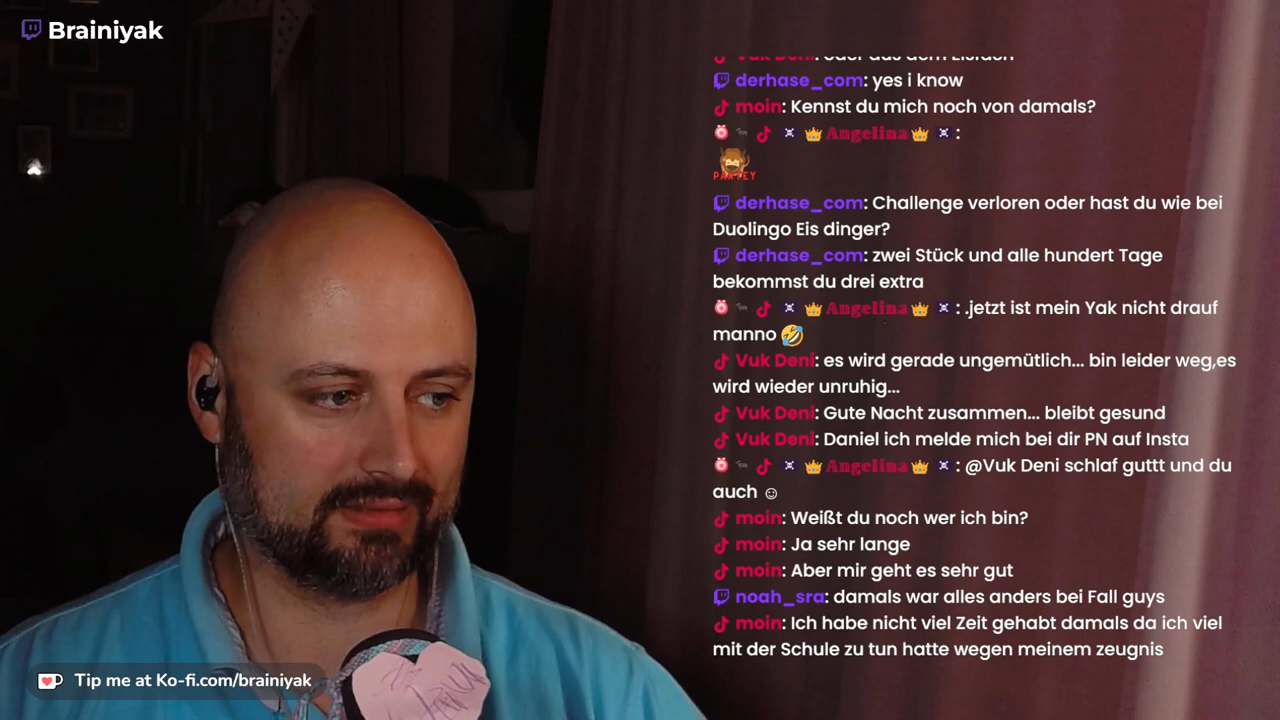 Brainiyak
derhase_com: yes i know
moin: Kennst du mich noch von damals?
Angelina:
PARTEY
derhase_com: Challenge verloren oder hast du wie bei
Duolingo Eis dinger?
derhase_com: zwei Stück und alle hundert Tage
bekommst du drei extra
Angelina: .jetzt ist mein Yak nicht drauf
manno 🤣
Vuk Deni: es wird gerade ungemütlich... bin leider weg,es
wird wieder unruhig...
Vuk Deni: Gute Nacht zusammen... bleibt gesund
Vuk Deni: Daniel ich melde mich bei dir PN auf Insta
Angelina: @Vuk Deni schlaf guttt und du
auch ☺
moin: Weißt du noch wer ich bin?
moin: Ja sehr lange
moin: Aber mir geht es sehr gut
noah_sra: damals war alles anders bei Fall guys
moin: Ich habe nicht viel Zeit gehabt damals da ich viel
mit der Schule zu tun hatte wegen meinem zeugnis
Tip me at Ko-fi.com/brainiyak